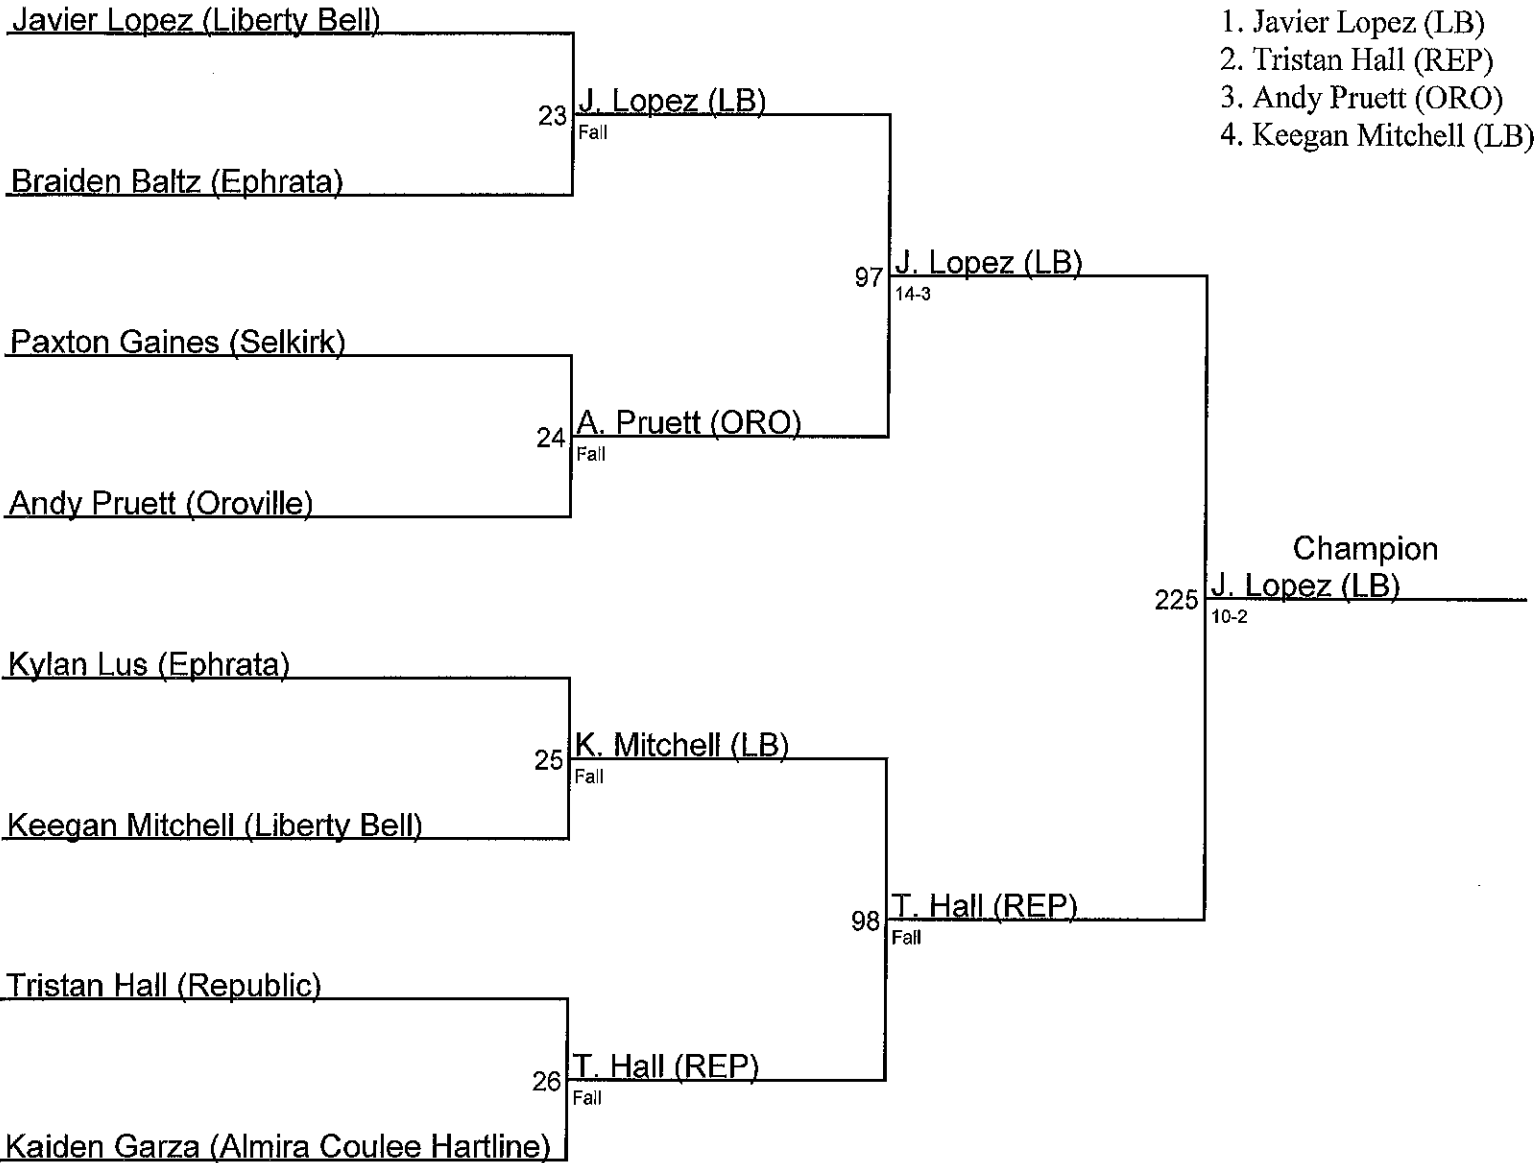 Javier Lopez (Liberty Bell)
1. Javier Lopez (LB)
2. Tristan Hall (REP)
3. Andy Pruett (ORO)
4. Keegan Mitchell (LB)
23 J. Lopez (LB)
Fall
Braiden Baltz (Ephrata)
97 J. Lopez (LB)
14-3
Paxton Gaines (Selkirk)
24 A. Pruett (ORO)
Fall
Andy Pruett (Oroville)
Champion
225 J. Lopez (LB)
10-2
Kylan Lus (Ephrata)
25 K. Mitchell (LB)
Fall
Keegan Mitchell (Liberty Bell)
98 T. Hall (REP)
Fall
Tristan Hall (Republic)
26 T. Hall (REP)
Fall
Kaiden Garza (Almira Coulee Hartline)